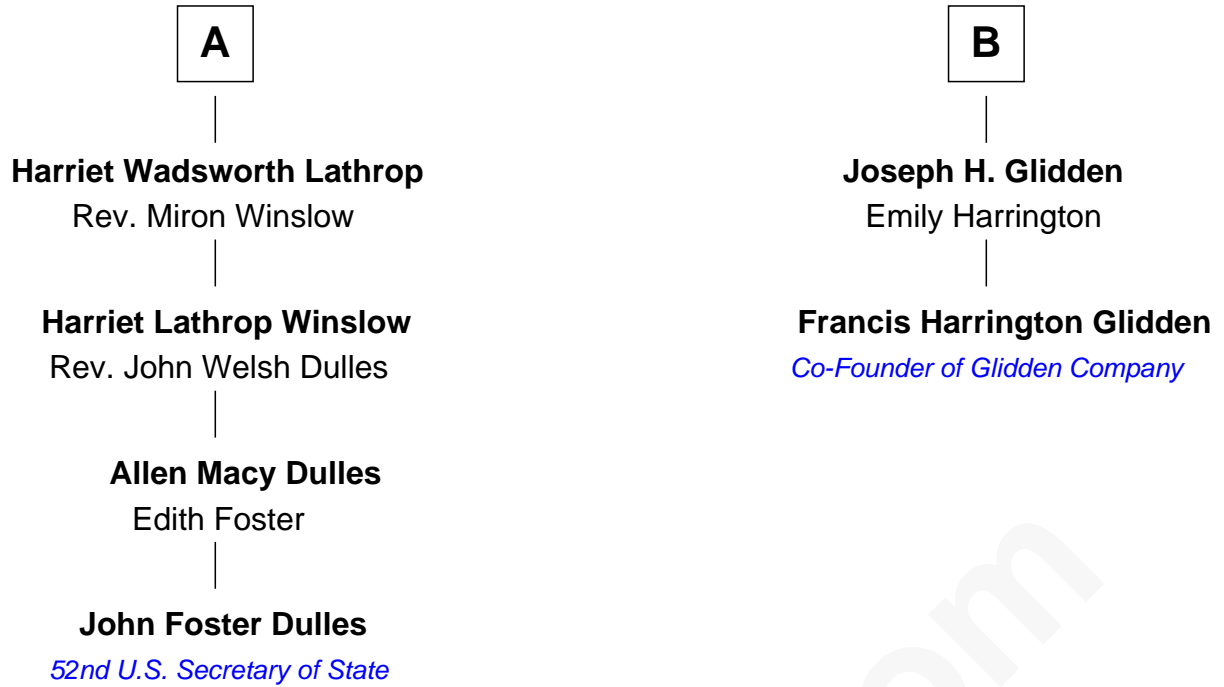 A
Harriet Wadsworth Lathrop
Rev. Miron Winslow
Harriet Lathrop Winslow
Rev. John Welsh Dulles
Allen Macy Dulles
Edith Foster
John Foster Dulles
52nd U.S. Secretary of State
B
Joseph H. Glidden
Emily Harrington
Francis Harrington Glidden
Co-Founder of Glidden Company
om